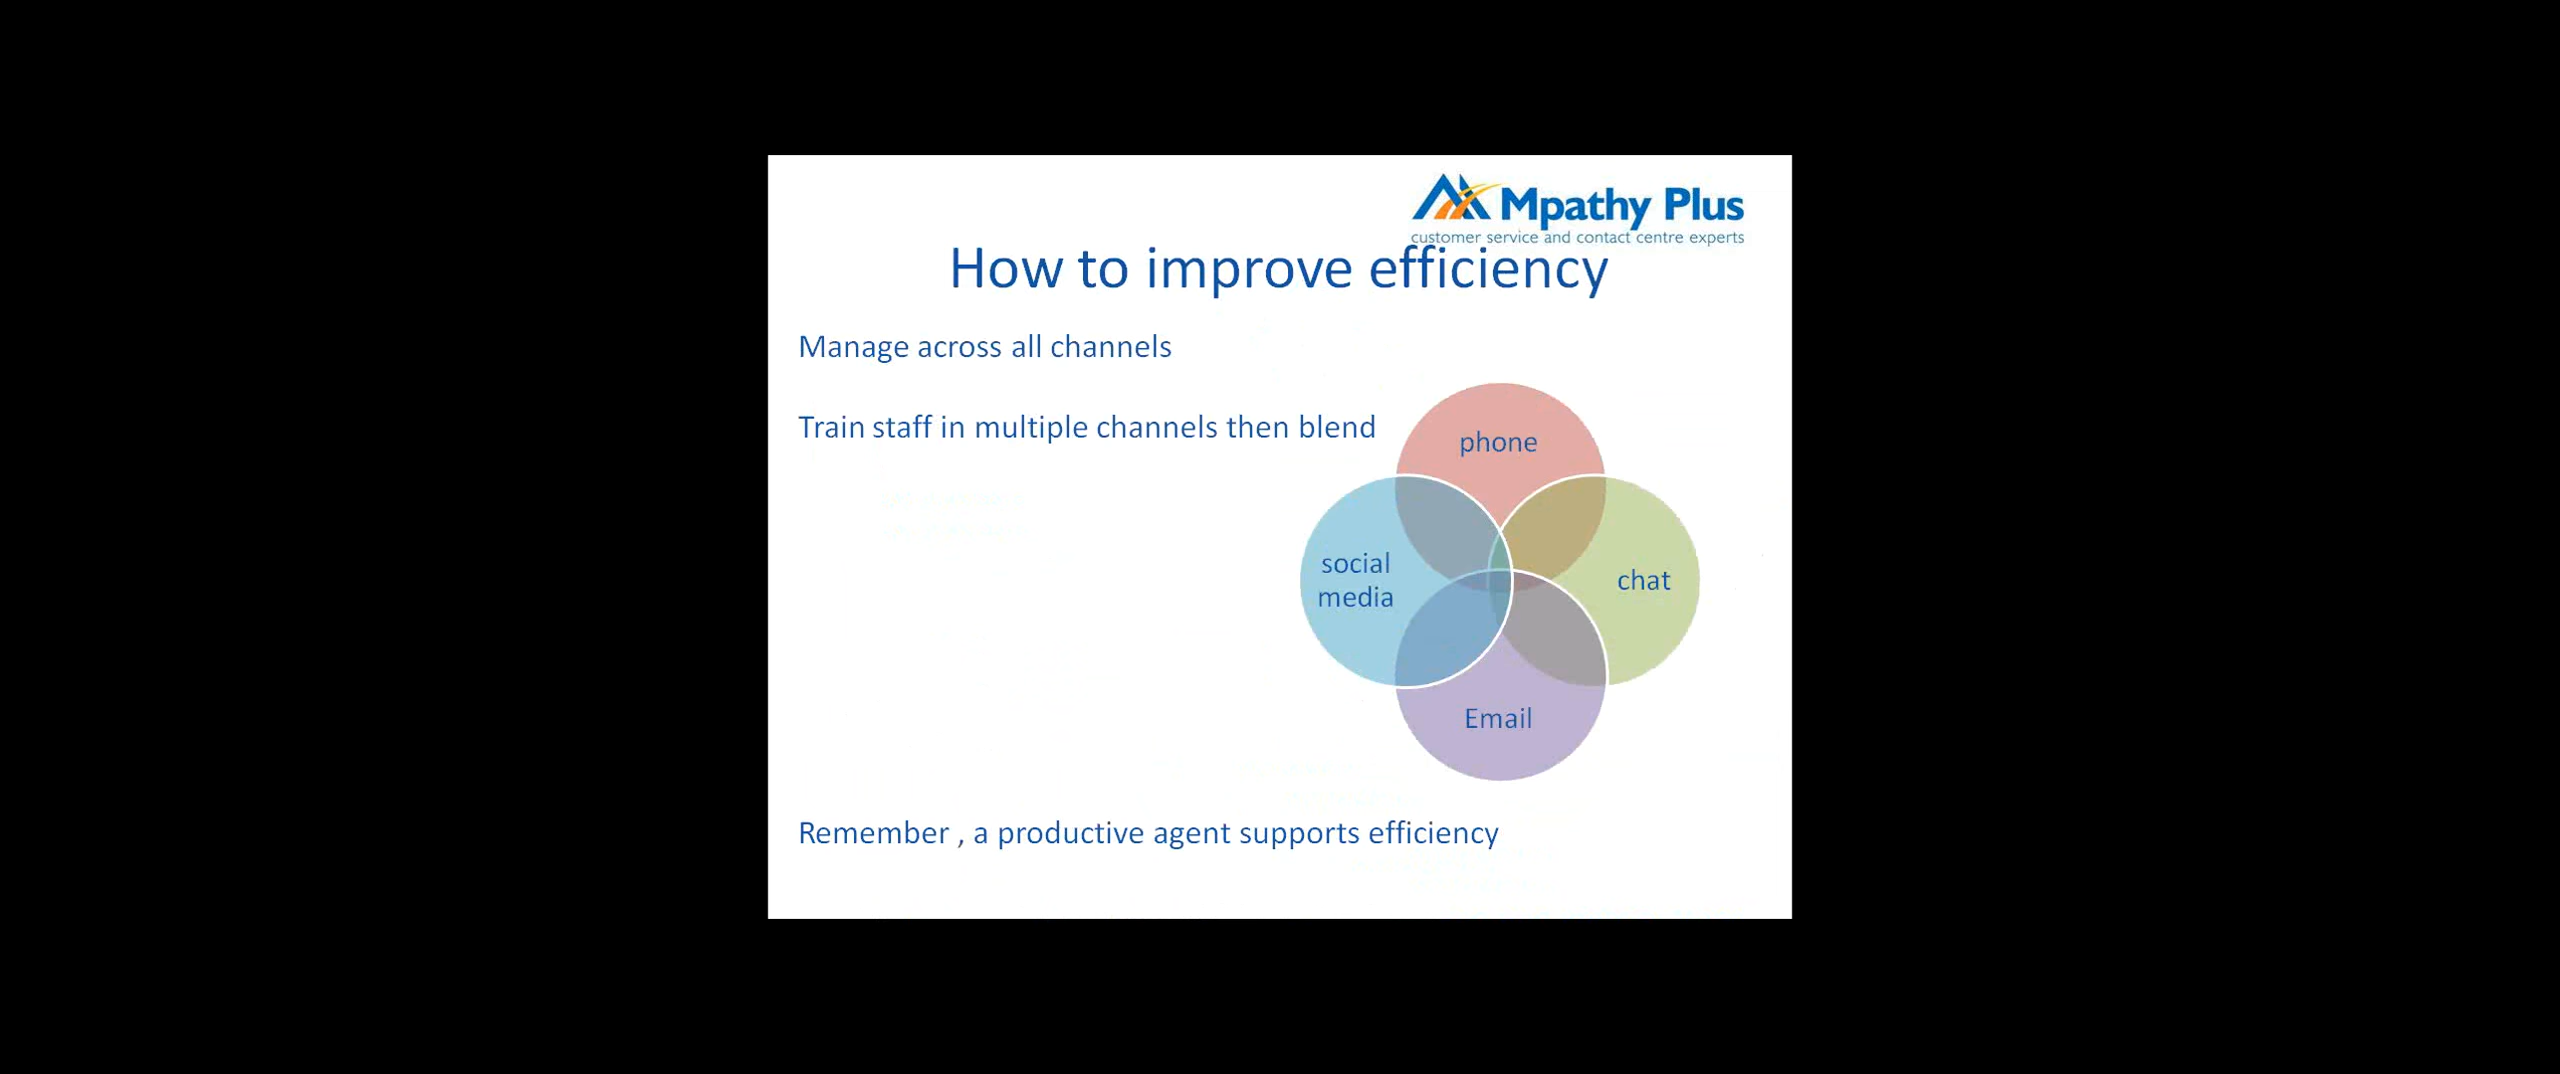 Mpathy Plus
customer service and contact centre experts
How to improve efficiency
Manage across all channels
Train staff in multiple channels then blend
phone
social
media
chat
Email
Remember , a productive agent supports efficiency